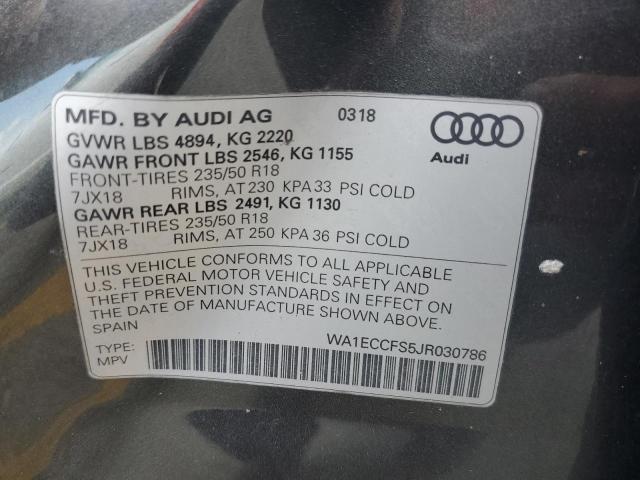 MFD. BY AUDI AG 0318
GVWR LBS 4894, KG 2220
GAWR FRONT LBS 2546, KG 1155
FRONT-TIRES 235/50 R18
7JX18 RIMS, AT 230 KPA 33 PSI COLD
GAWR REAR LBS 2491, KG 1130
REAR-TIRES 235/50 R18
7JX18 RIMS, AT 250 KPA 36 PSI COLD
Audi
THIS VEHICLE CONFORMS TO ALL APPLICABLE
U.S. FEDERAL MOTOR VEHICLE SAFETY AND
THEFT PREVENTION STANDARDS IN EFFECT ON
THE DATE OF MANUFACTURE SHOWN ABOVE.
SPAIN
WA1ECCFS5JR030786
TYPE:
MPV